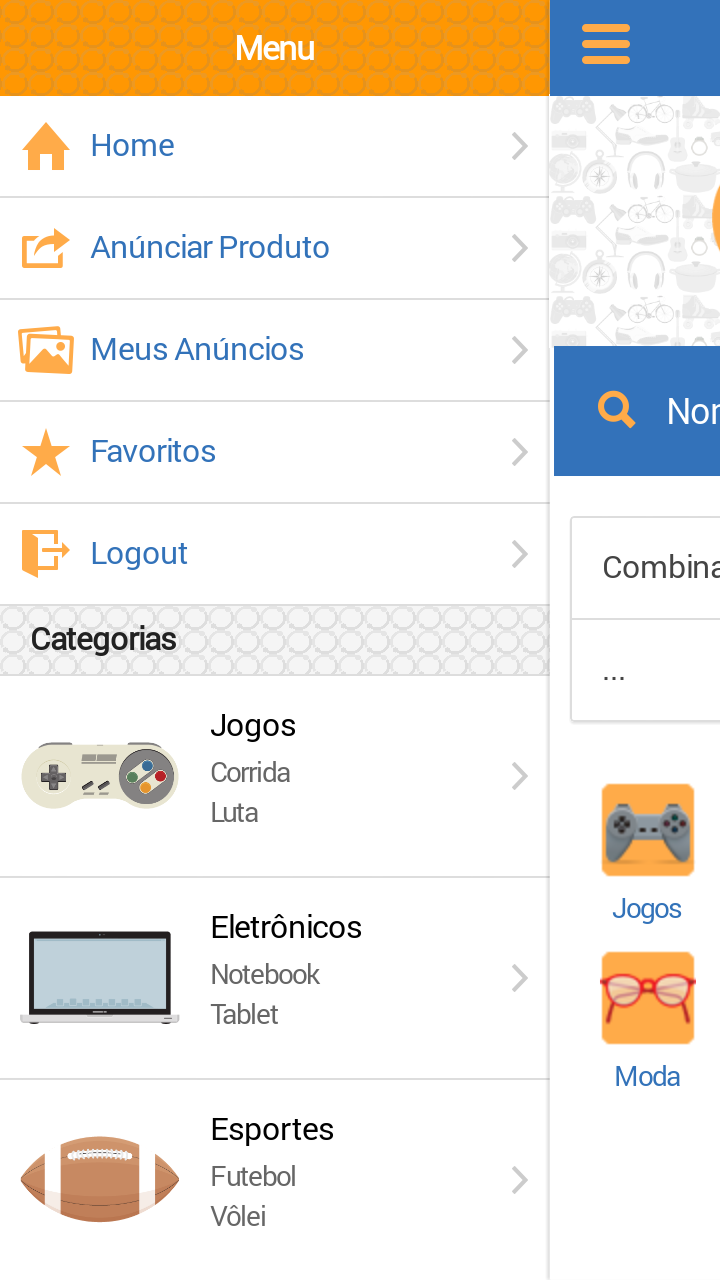 Menu
Home
Anúnciar Produto
Meus Anúncios
Favoritos
Logout
Categorias
Jogos
Corrida
Luta
Eletrônicos
Notebook
Tablet
Esportes
Futebol
Vôlei
Combina
...
Jogos
Moda